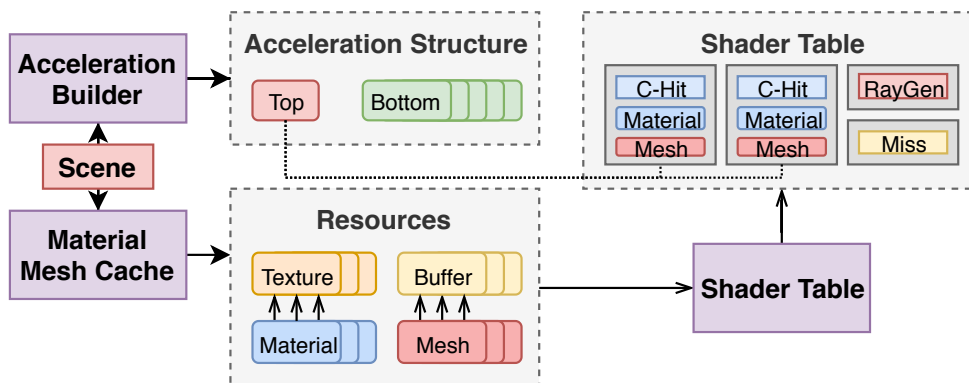 Acceleration
Builder
Scene
Material
Mesh Cache
Acceleration Structure
Top
Bottom
Resources
Texture
Buffer
Material
Mesh
Shader Table
C-Hit
Material
Mesh
C-Hit
Material
Mesh
RayGen
Miss
Shader Table